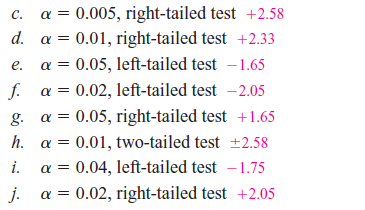 c. α = 0.005, right-tailed test +2.58
d. α = 0.01, right-tailed test +2.33
e. α = 0.05, left-tailed test −1.65
f. α = 0.02, left-tailed test −2.05
g. α = 0.05, right-tailed test +1.65
h. α = 0.01, two-tailed test ±2.58
i. α = 0.04, left-tailed test −1.75
j. α = 0.02, right-tailed test +2.05